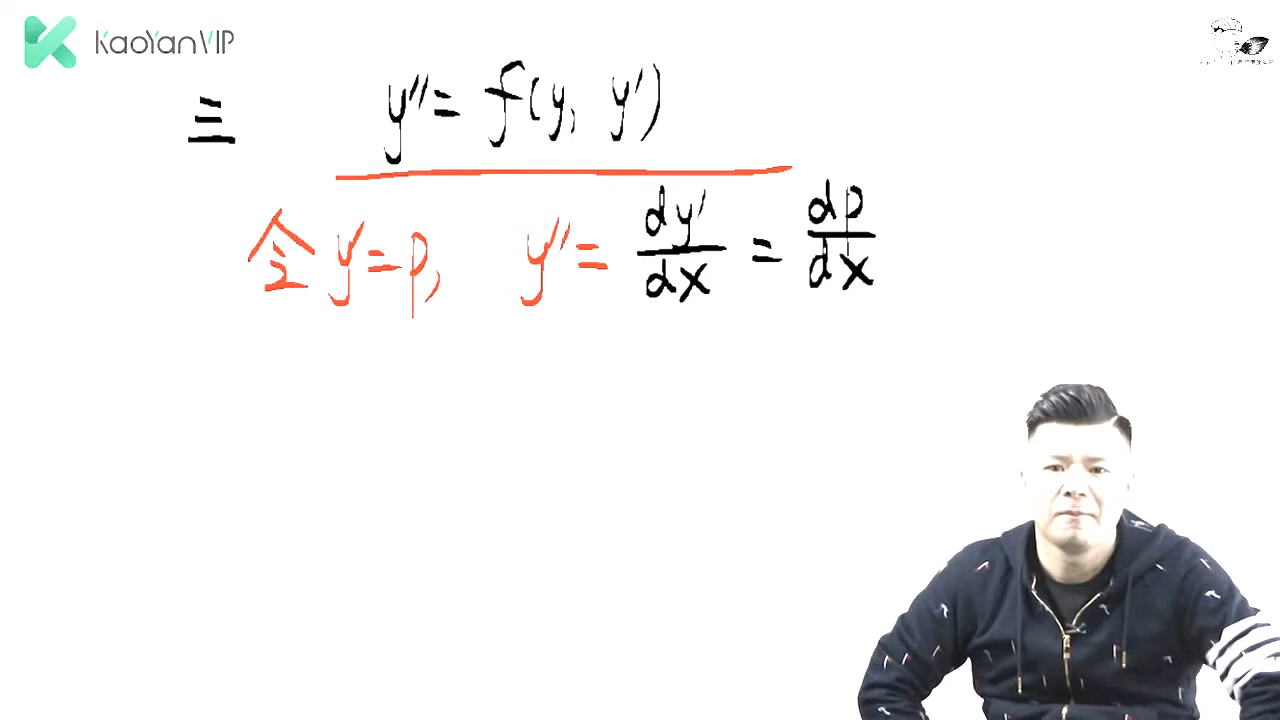 KaoYanVIP
三 y″= f(y, y′)
令 y′=p, y″= dy′/dx = dp/dx